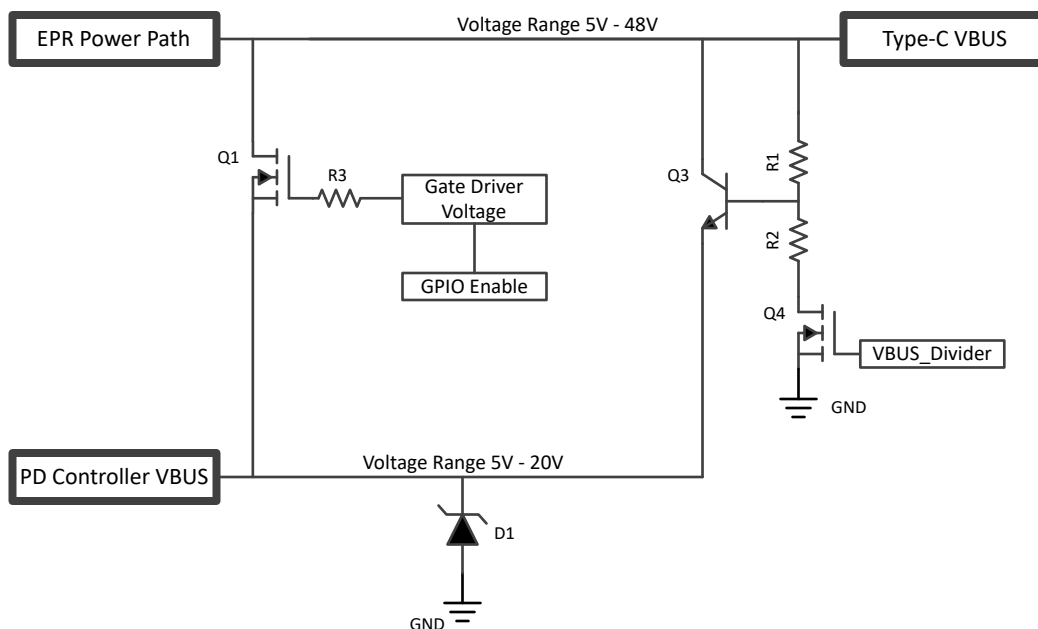 EPR Power Path
Voltage Range 5V - 48V
Type-C VBUS
Q1
R3
Gate Driver
Voltage
GPIO Enable
Q3
R1
R2
Q4
VBUS_Divider
GND
PD Controller VBUS
Voltage Range 5V - 20V
D1
GND